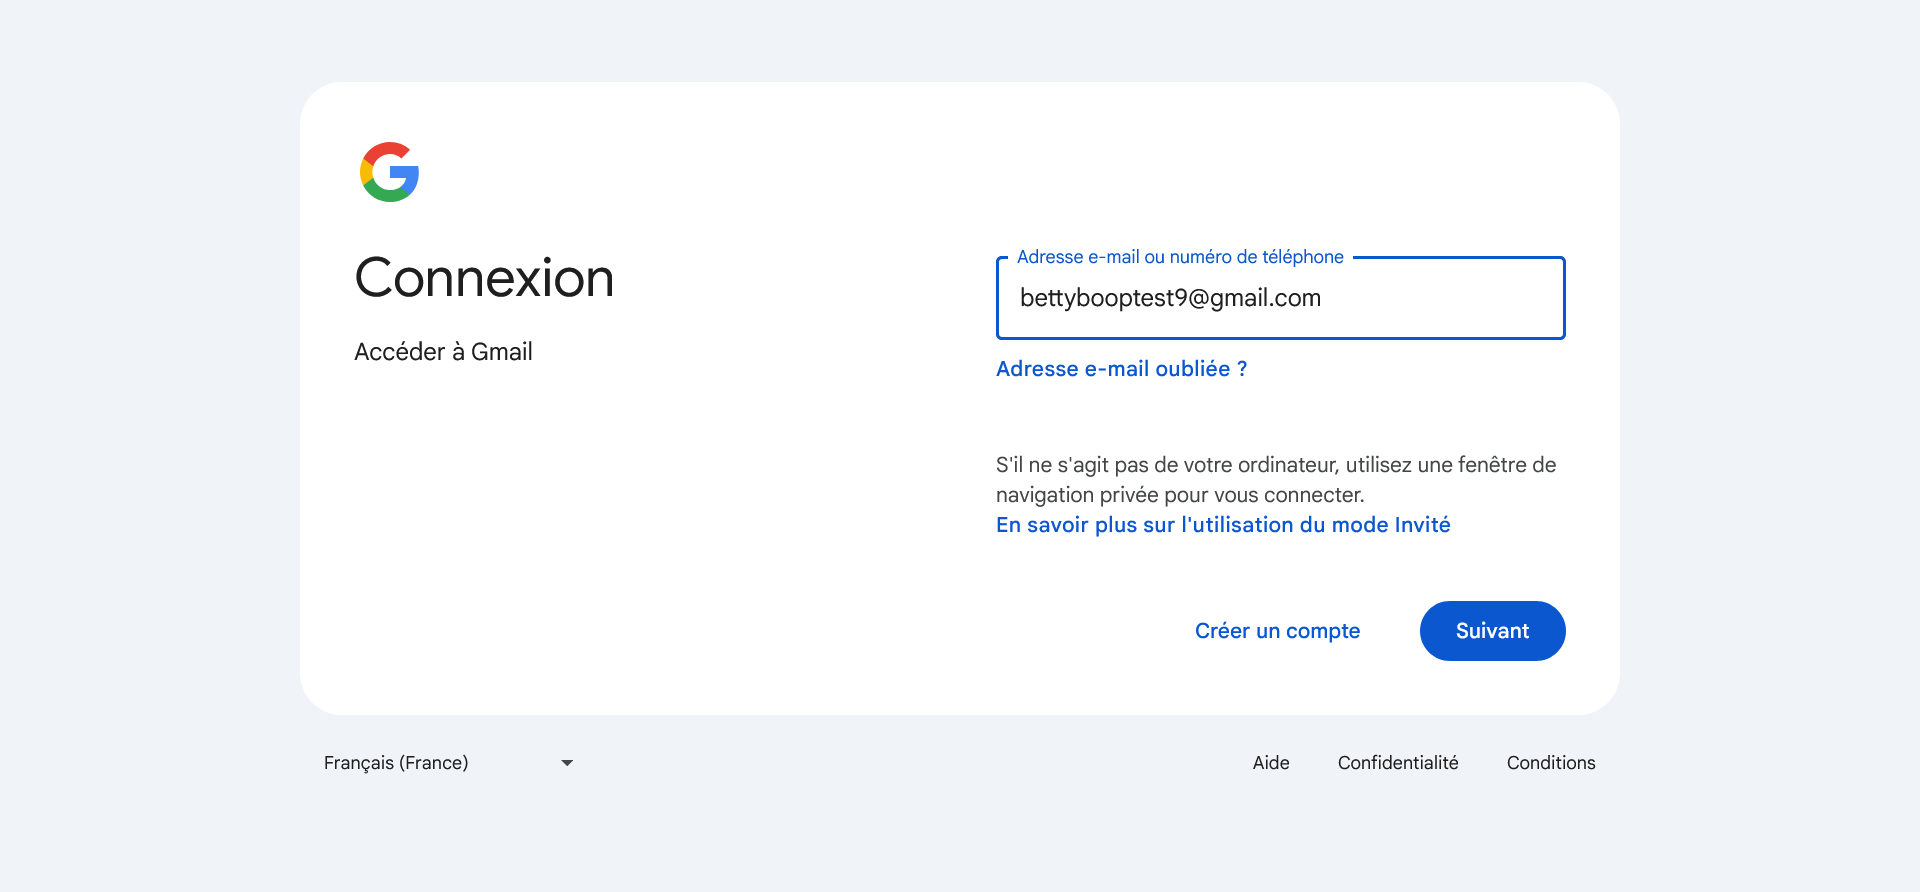 Connexion
Accéder à Gmail
Adresse e-mail ou numéro de téléphone
bettybooptest9@gmail.com
Adresse e-mail oubliée ?
S'il ne s'agit pas de votre ordinateur, utilisez une fenêtre de
navigation privée pour vous connecter.
En savoir plus sur l'utilisation du mode Invité
Créer un compte
Suivant
Français (France)
Aide
Confidentialité
Conditions